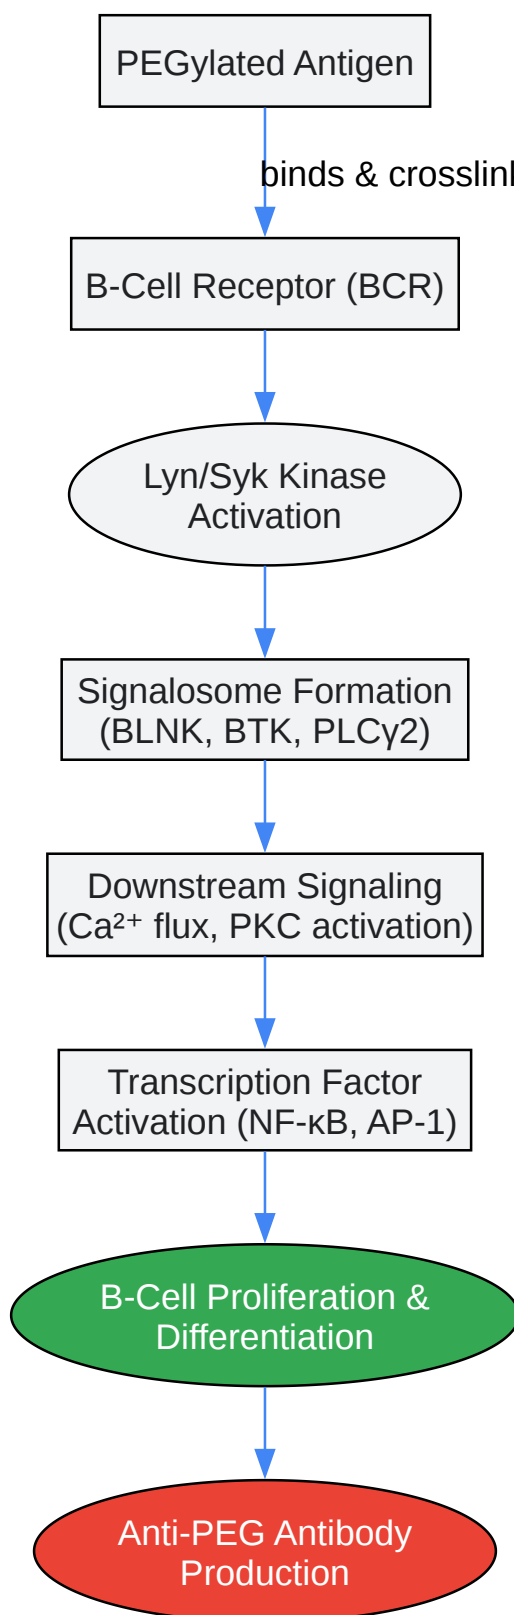 PEGylated Antigen
binds & crosslin
B-Cell Receptor (BCR)
Lyn/Syk Kinase
Activation
Signalosome Formation
(BLNK, BTK, PLCγ2)
Downstream Signaling
(Ca²⁺ flux, PKC activation)
Transcription Factor
Activation (NF-κB, AP-1)
B-Cell Proliferation &
Differentiation
Anti-PEG Antibody
Production